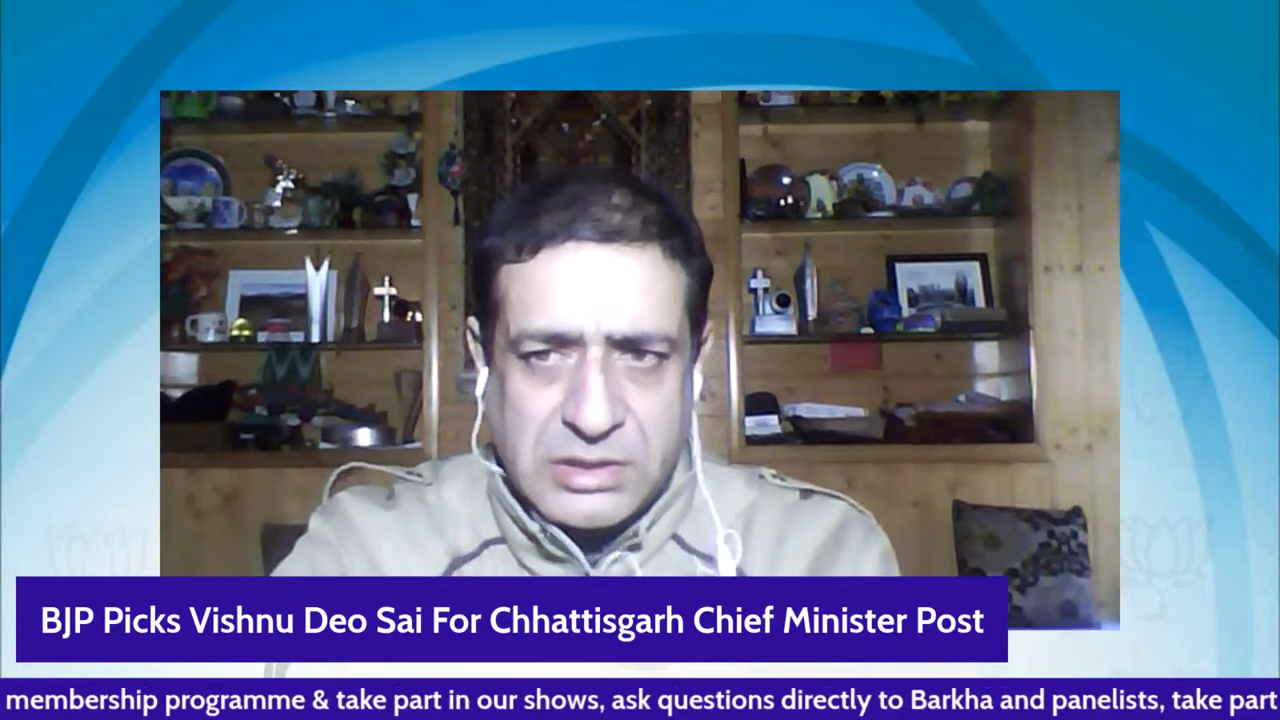 BJP Picks Vishnu Deo Sai For Chhattisgarh Chief Minister Post
membership programme & take part in our shows, ask questions directly to Barkha and panelists, take part